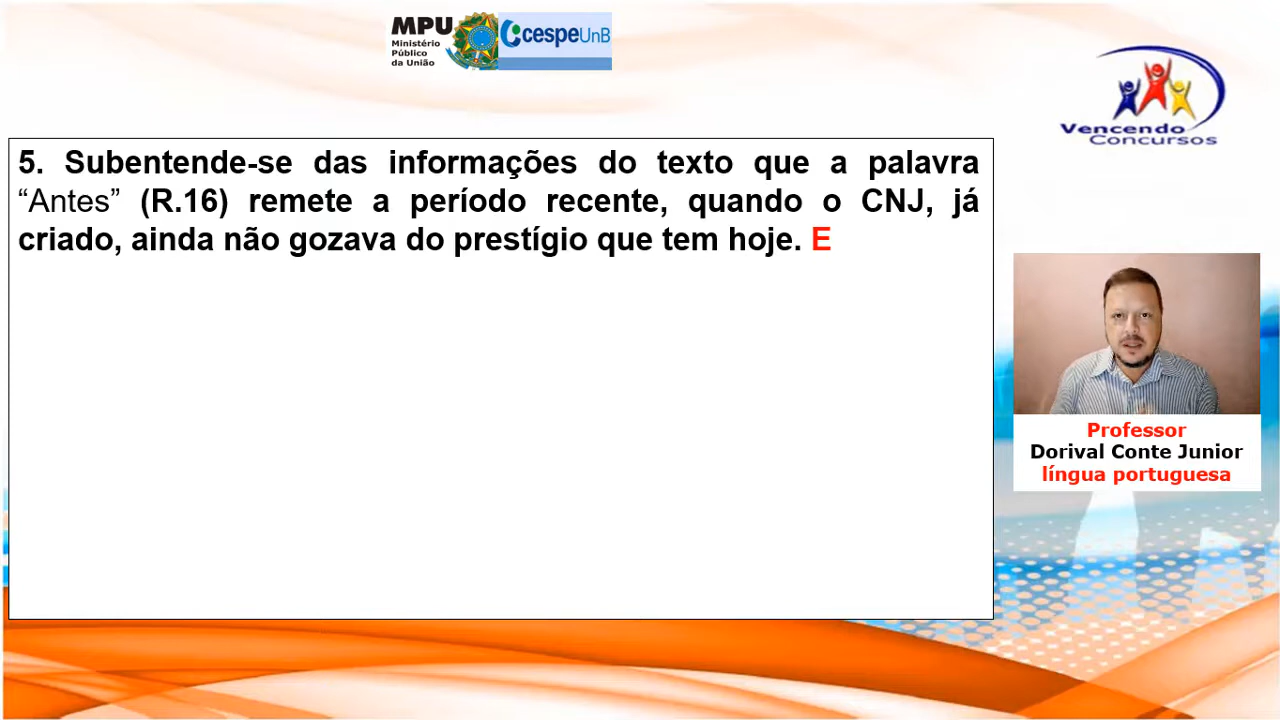 MPU
Ministério
Público
da União
cespeUnB
Vencendo
Concursos
5. Subentende-se das informações do texto que a palavra
“Antes” (R.16) remete a período recente, quando o CNJ, já
criado, ainda não gozava do prestígio que tem hoje. E
Professor
Dorival Conte Junior
língua portuguesa